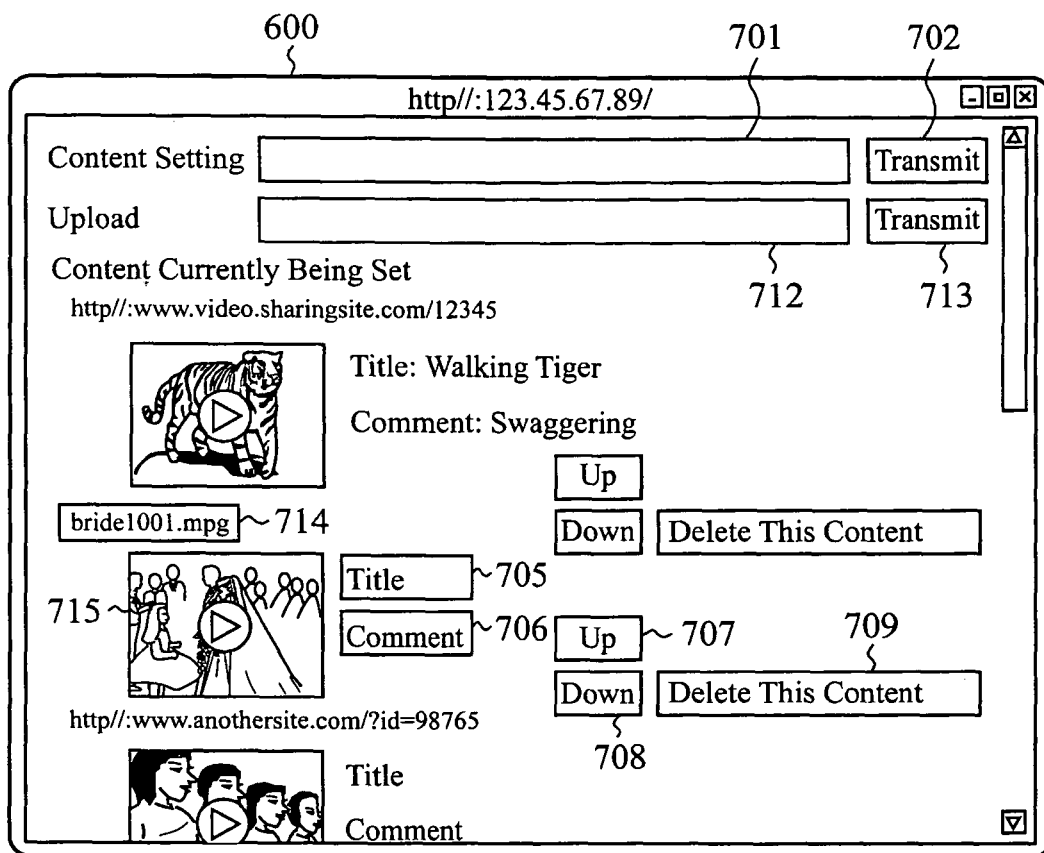 600
701
702
http//:123.45.67.89/
Content Setting
Transmit
Upload
Transmit
712
713
Content Currently Being Set
http//:www.video.sharingsite.com/12345
Title: Walking Tiger
Comment: Swaggering
Up
bride1001.mpg
714
Down
Delete This Content
715
Title
705
Comment
706
Up
707
709
Down
Delete This Content
708
http//:www.anothersite.com/?id=98765
Title
Comment